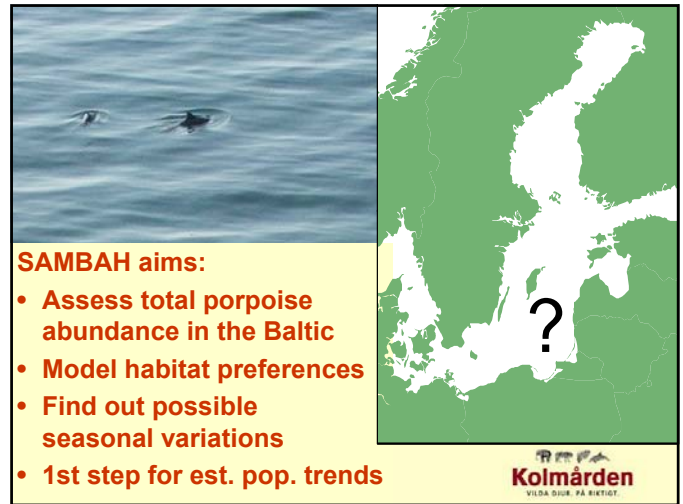 SAMBAH aims:
• Assess total porpoise
abundance in the Baltic
• Model habitat preferences
• Find out possible
seasonal variations
• 1st step for est. pop. trends
?
Kolmården
VILDA DJUR. PÅ RIKTIGT.